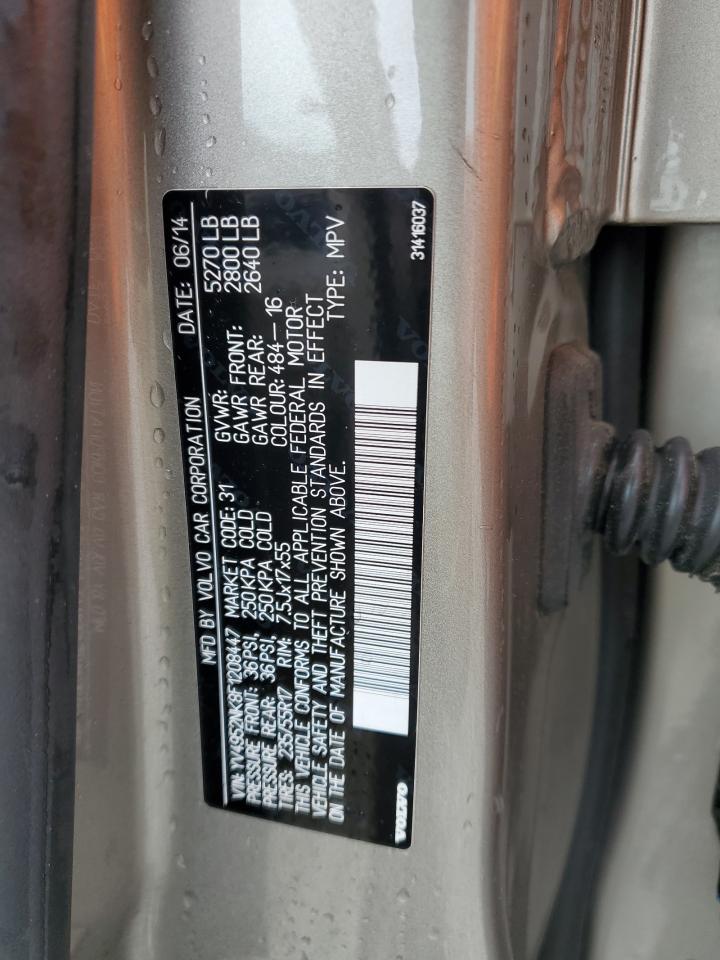 MFD BY VOLVO CAR CORPORATION DATE: 06/14
VIN: YV4952NK8F1208447 MARKET CODE: 31 GVWR: 5270 LB
PRESSURE FRONT: 36PSI, 250KPA COLD GAWR FRONT: 2800 LB
PRESSURE REAR: 36PSI, 250KPA COLD GAWR REAR: 2640 LB
TIRES: 235/55R17 RIM: 7.5Jx17x55 COLOUR: 484—16
THIS VEHICLE CONFORMS TO ALL APPLICABLE FEDERAL MOTOR
VEHICLE SAFETY AND THEFT PREVENTION STANDARDS IN EFFECT
ON THE DATE OF MANUFACTURE SHOWN ABOVE. TYPE: MPV
VOLVO 31416037